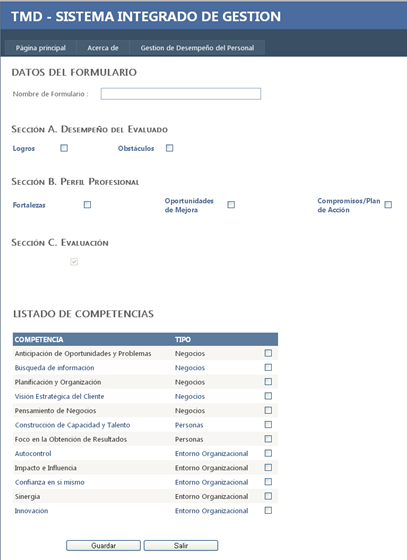 TMD - SISTEMA INTEGRADO DE GESTION
Página principal Acerca de Gestion de Desempeño del Personal
DATOS DEL FORMULARIO
Nombre de Formulario :
Sección A. Desempeño del Evaluado
Logros Obstáculos
Sección B. Perfil Profesional
Fortalezas Oportunidades de Mejora Compromisos/Plan de Acción
Sección C. Evaluación
LISTADO DE COMPETENCIAS
COMPETENCIA TIPO
Anticipación de Oportunidades y Problemas Negocios
Busqueda de información Negocios
Planificación y Organización Negocios
Visión Estratégica del Cliente Negocios
Pensamiento de Negocios Negocios
Construcción de Capacidad y Talento Personas
Foco en la Obtención de Resultados Personas
Autocontrol Entorno Organizacional
Impacto e Influencia Entorno Organizacional
Confianza en si mismo Entorno Organizacional
Sinergia Entorno Organizacional
Innovación Entorno Organizacional
Guardar Salir